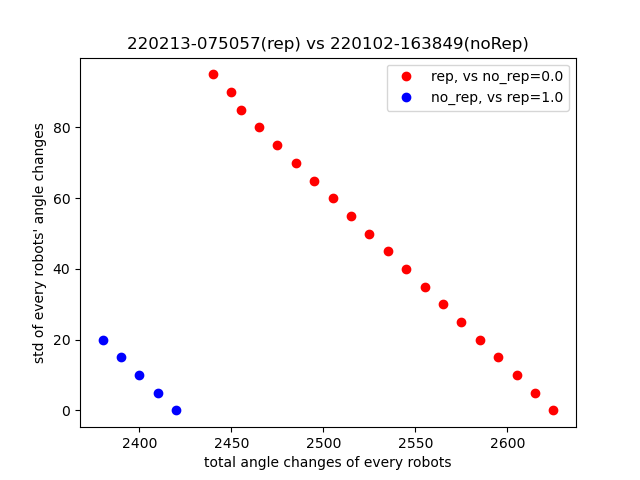 220213-075057(rep) vs 220102-163849(noRep)
rep, vs no_rep=0.0
no_rep, vs rep=1.0
std of every robots' angle changes
80
60
40
20
0
2400 2450 2500 2550 2600
total angle changes of every robots